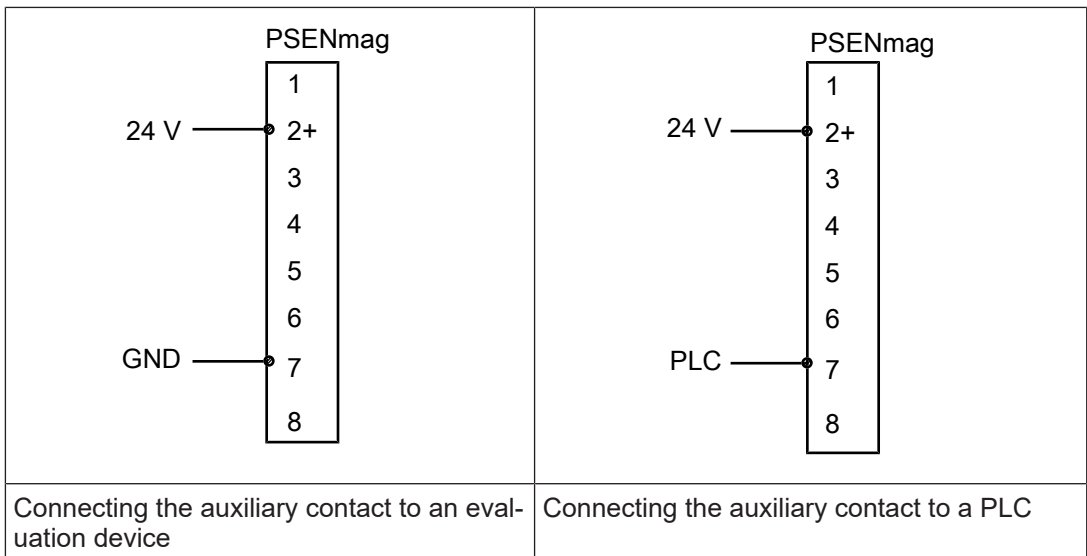 PSENmag
1
24 V
2+
3
4
5
6
GND
7
8
Connecting the auxiliary contact to an eval-
uation device
PSENmag
1
24 V
2+
3
4
5
6
PLC
7
8
Connecting the auxiliary contact to a PLC